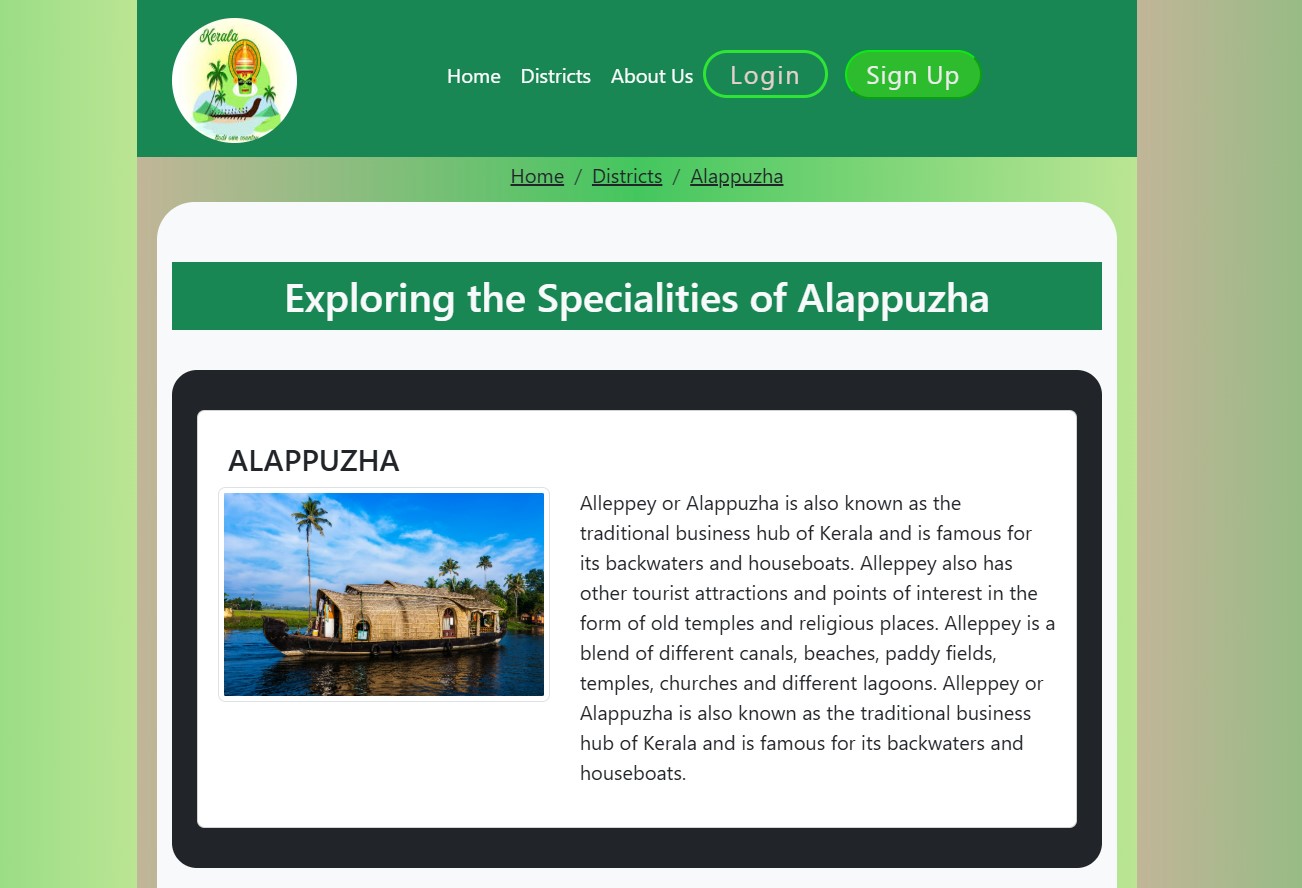 Kerala
Home Districts About Us Login Sign Up
Home / Districts / Alappuzha
Exploring the Specialities of Alappuzha
ALAPPUZHA
Alleppey or Alappuzha is also known as the
traditional business hub of Kerala and is famous for
its backwaters and houseboats. Alleppey also has
other tourist attractions and points of interest in the
form of old temples and religious places. Alleppey is a
blend of different canals, beaches, paddy fields,
temples, churches and different lagoons. Alleppey or
Alappuzha is also known as the traditional business
hub of Kerala and is famous for its backwaters and
houseboats.